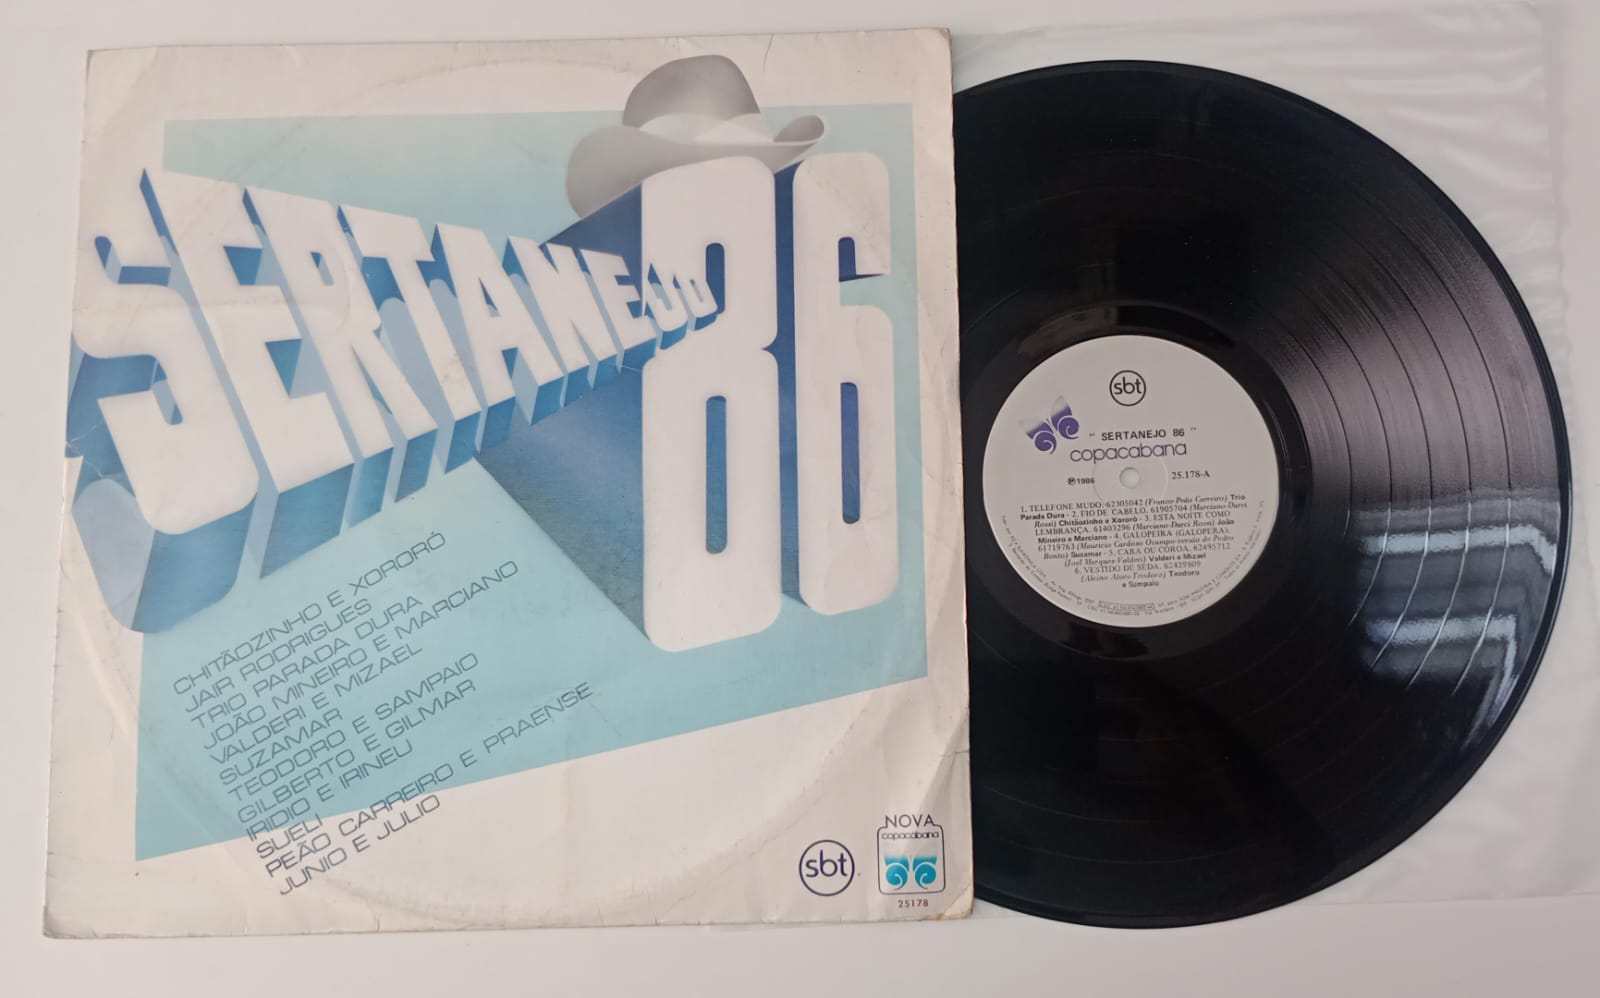 SERTANEJO
86
CHITÃOZINHO E XORORÓ
JAIR RODRIGUES
TRIO PARADA DURA
JOÃO MINEIRO E MARCIANO
VALDERI E MIZAEL
SUZAMAR
TEODORO E SAMPAIO
GILBERTO E GILMAR
IRIDIO E IRINEU
SUELI
PEÃO CARREIRO E PRAENSE
JUNIO E JULIO
sbt
NOVA
copacabana
25178
sbt
" SERTANEJO 86 "
copacabana
℗1986
25.178-A
1. TELEFONE MUDO. 62305042 (Franco-Peão Carreiro) Trio
Parada Dura - 2. FIO DE CABELO. 61905704 (Marciano-Darci
Rossi) Chitãozinho e Xororó - 3. ESTA NOITE COMO
LEMBRANÇA. 61403296 (Marciano-Darci Rossi) João
Mineiro e Marciano - 4. GALOPEIRA (GALOPERA).
61719763 (Mauricio Cardoso Ocampo-versão de Pedro
Bento) Suzamar - 5. CARA OU COROA. 62495712
(Joel Marques-Valderi) Valderi e Mizael
6. VESTIDO DE SEDA. 62429809
(Alcino Alves-Teodoro) Teodoro
e Sampaio